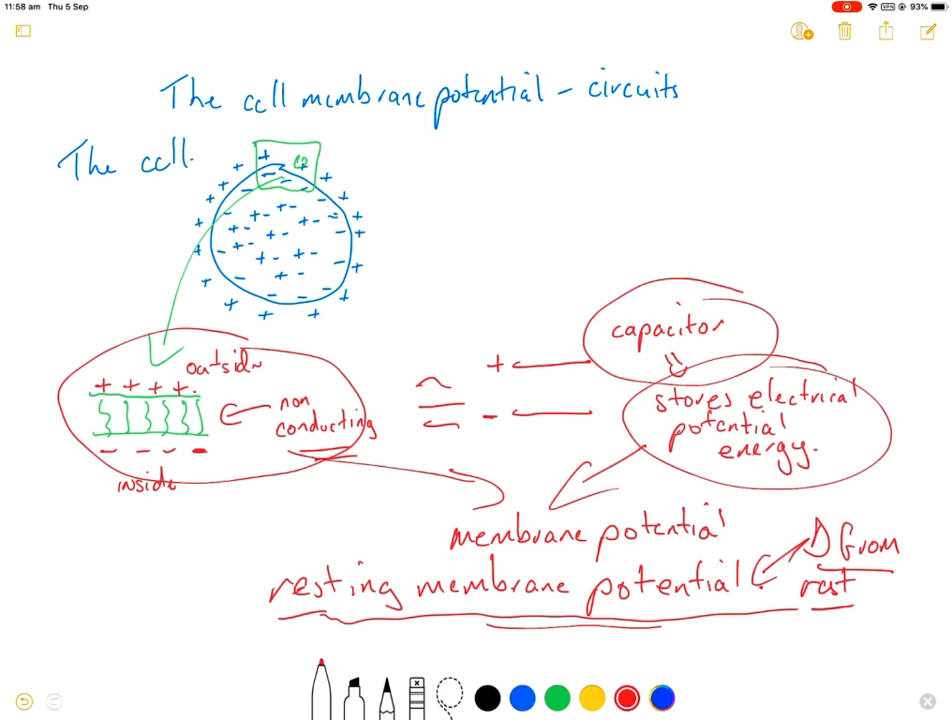 11:58 am Thu 5 Sep
VPN 93%
The cell membrane potential - circuits
The cell.
outside
+ + + +
non
conducting
- - - -
inside
+
-
capacitor
stores electrical
potential
energy.
membrane potential
resting membrane potential
Δ from
rest